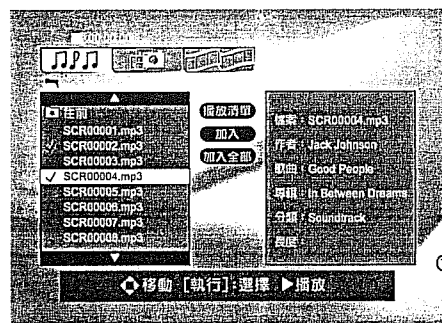 往前
SCR00001.mp3
SCR00002.mp3
SCR00003.mp3
SCR00004.mp3
SCR00005.mp3
SCR00006.mp3
SCR00007.mp3
SCR00008.mp3
播放清單
加入
加入全部
檔案：SCR00004.mp3
作者：Jack Johnson
歌曲：Good People
專輯：In Between Dreams
分類：Soundtrack
長度：
移動 [執行]:選擇 ▶播放